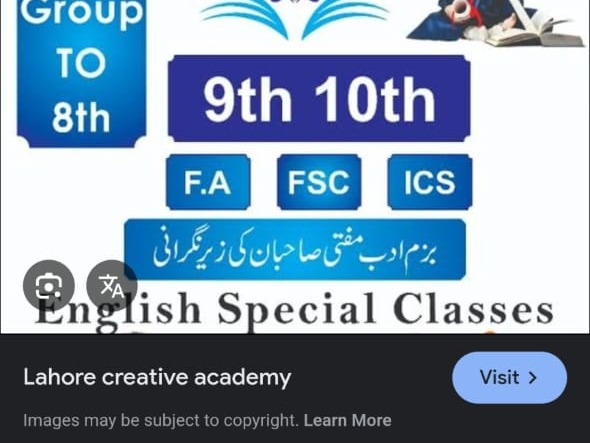 Group
TO
8th
9th 10th
F.A
FSC
ICS
بزم ادب مفتی صاحبان کی زیر نگرانی
English Special Classes
Lahore creative academy
Visit
Images may be subject to copyright. Learn More